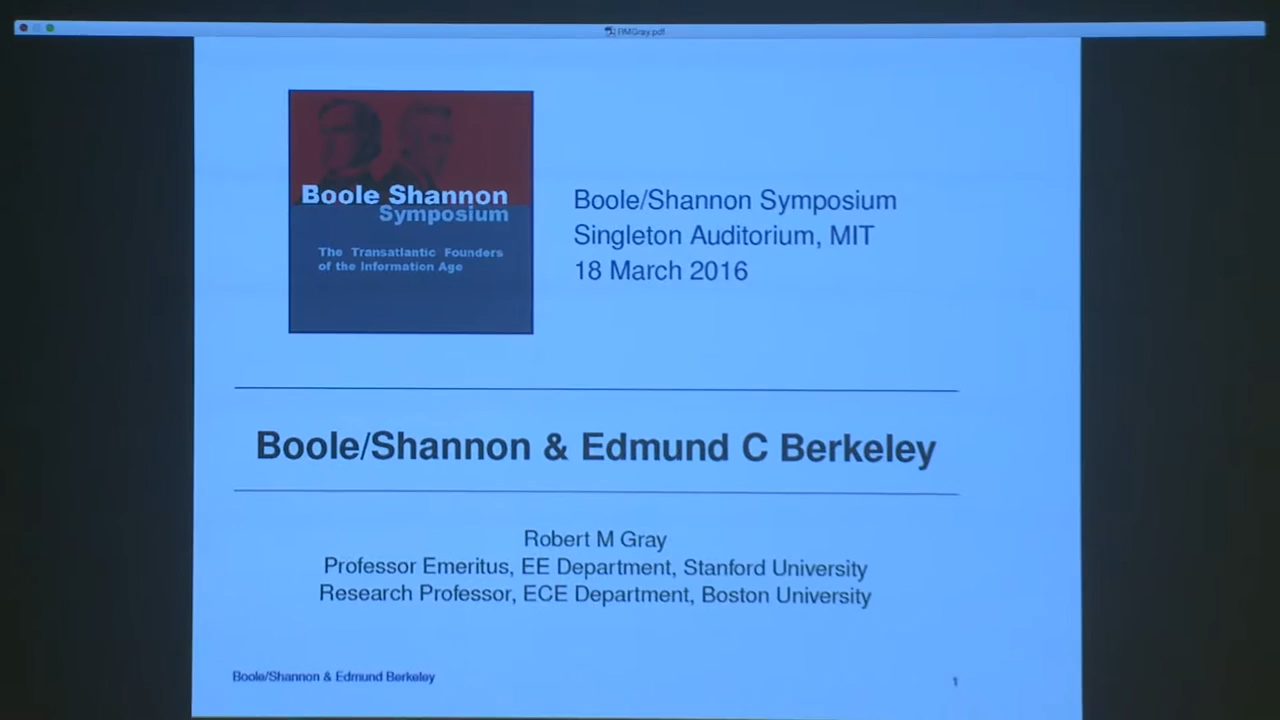 RMGray.pdf
Boole Shannon
Symposium
The Transatlantic Founders
of the Information Age
Boole/Shannon Symposium
Singleton Auditorium, MIT
18 March 2016
Boole/Shannon & Edmund C Berkeley
Robert M Gray
Professor Emeritus, EE Department, Stanford University
Research Professor, ECE Department, Boston University
Boole/Shannon & Edmund Berkeley
1